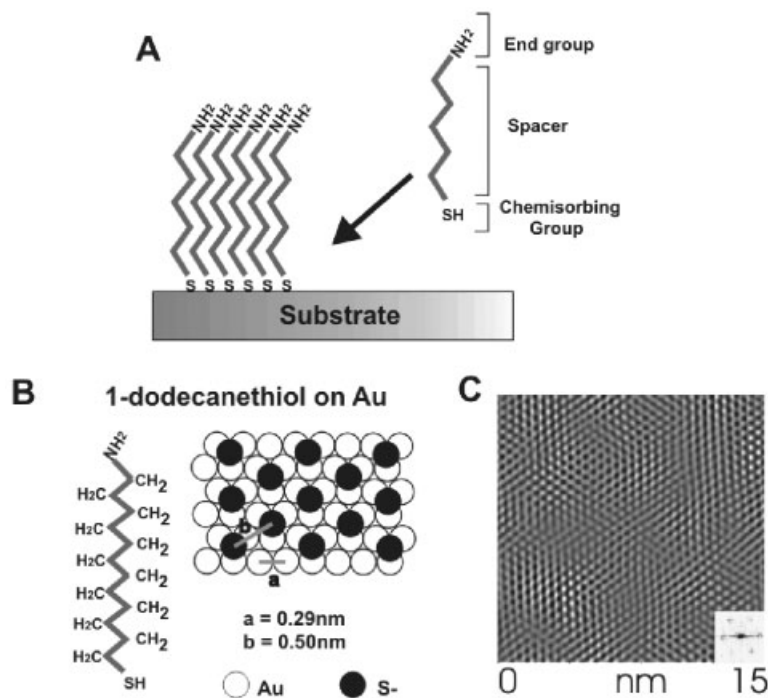 A
NH2
End group
Spacer
SH
Chemisorbing
Group
NH2 NH2 NH2 NH2 NH2 NH2
S S S S S S
Substrate
B
1-dodecanethiol on Au
NH2
CH2
H2C
CH2
H2C
CH2
H2C
CH2
H2C
CH2
H2C
CH2
H2C
SH
b
a
a = 0.29nm
b = 0.50nm
Au
S-
C
0 nm 15